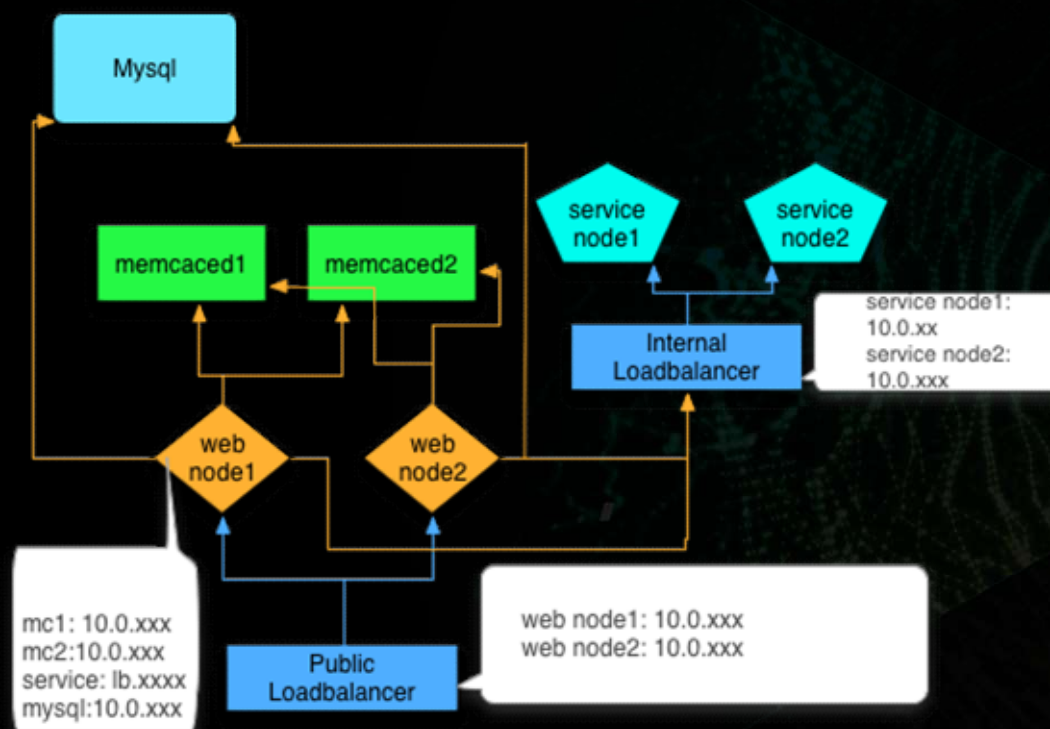 Mysql
service
node1
service
node2
memcaced1
memcaced2
service node1:
10.0.xx
service node2:
10.0.xxx
Internal
Loadbalancer
web
node1
web
node2
mc1: 10.0.xxx
mc2:10.0.xxx
service: lb.xxxx
mysql:10.0.xxx
web node1: 10.0.xxx
web node2: 10.0.xxx
Public
Loadbalancer